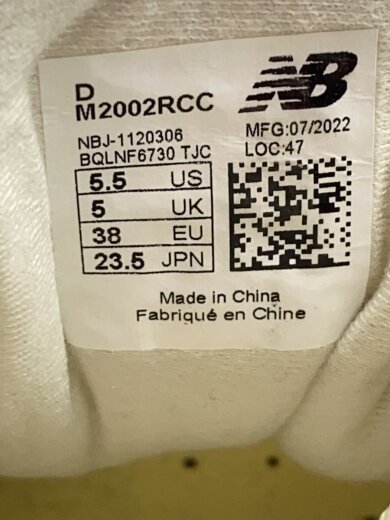 D
M2002RCC
NB
NBJ-1120306
BQLNF6730 TJC
MFG:07/2022
LOC:47
5.5 US
5 UK
38 EU
23.5 JPN
Made in China
Fabriqué en Chine